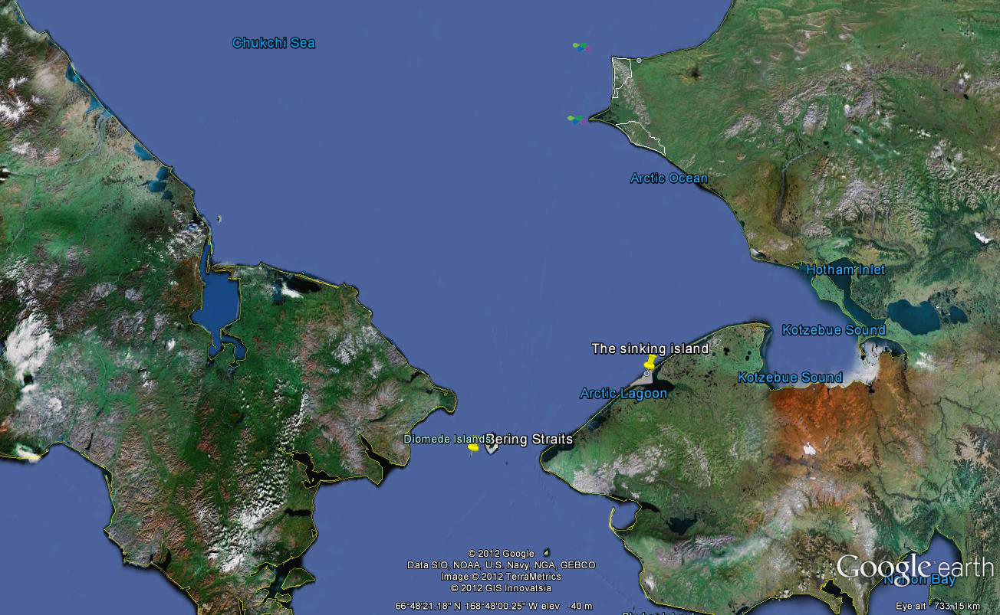 Chukchi Sea
Arctic Ocean
Hotham Inlet
Kotzebue Sound
The sinking island
Kotzebue Sound
Arctic Lagoon
Diomede Islands
Bering Straits
© 2012 Google
Data SIO, NOAA, U.S. Navy, NGA, GEBCO
Image © 2012 TerraMetrics
© 2012 GIS Innovatsia
Google earth
Norton Bay
66°48'21.18" N 168°48'00.25" W elev -40 m
Eye alt 733.15 km